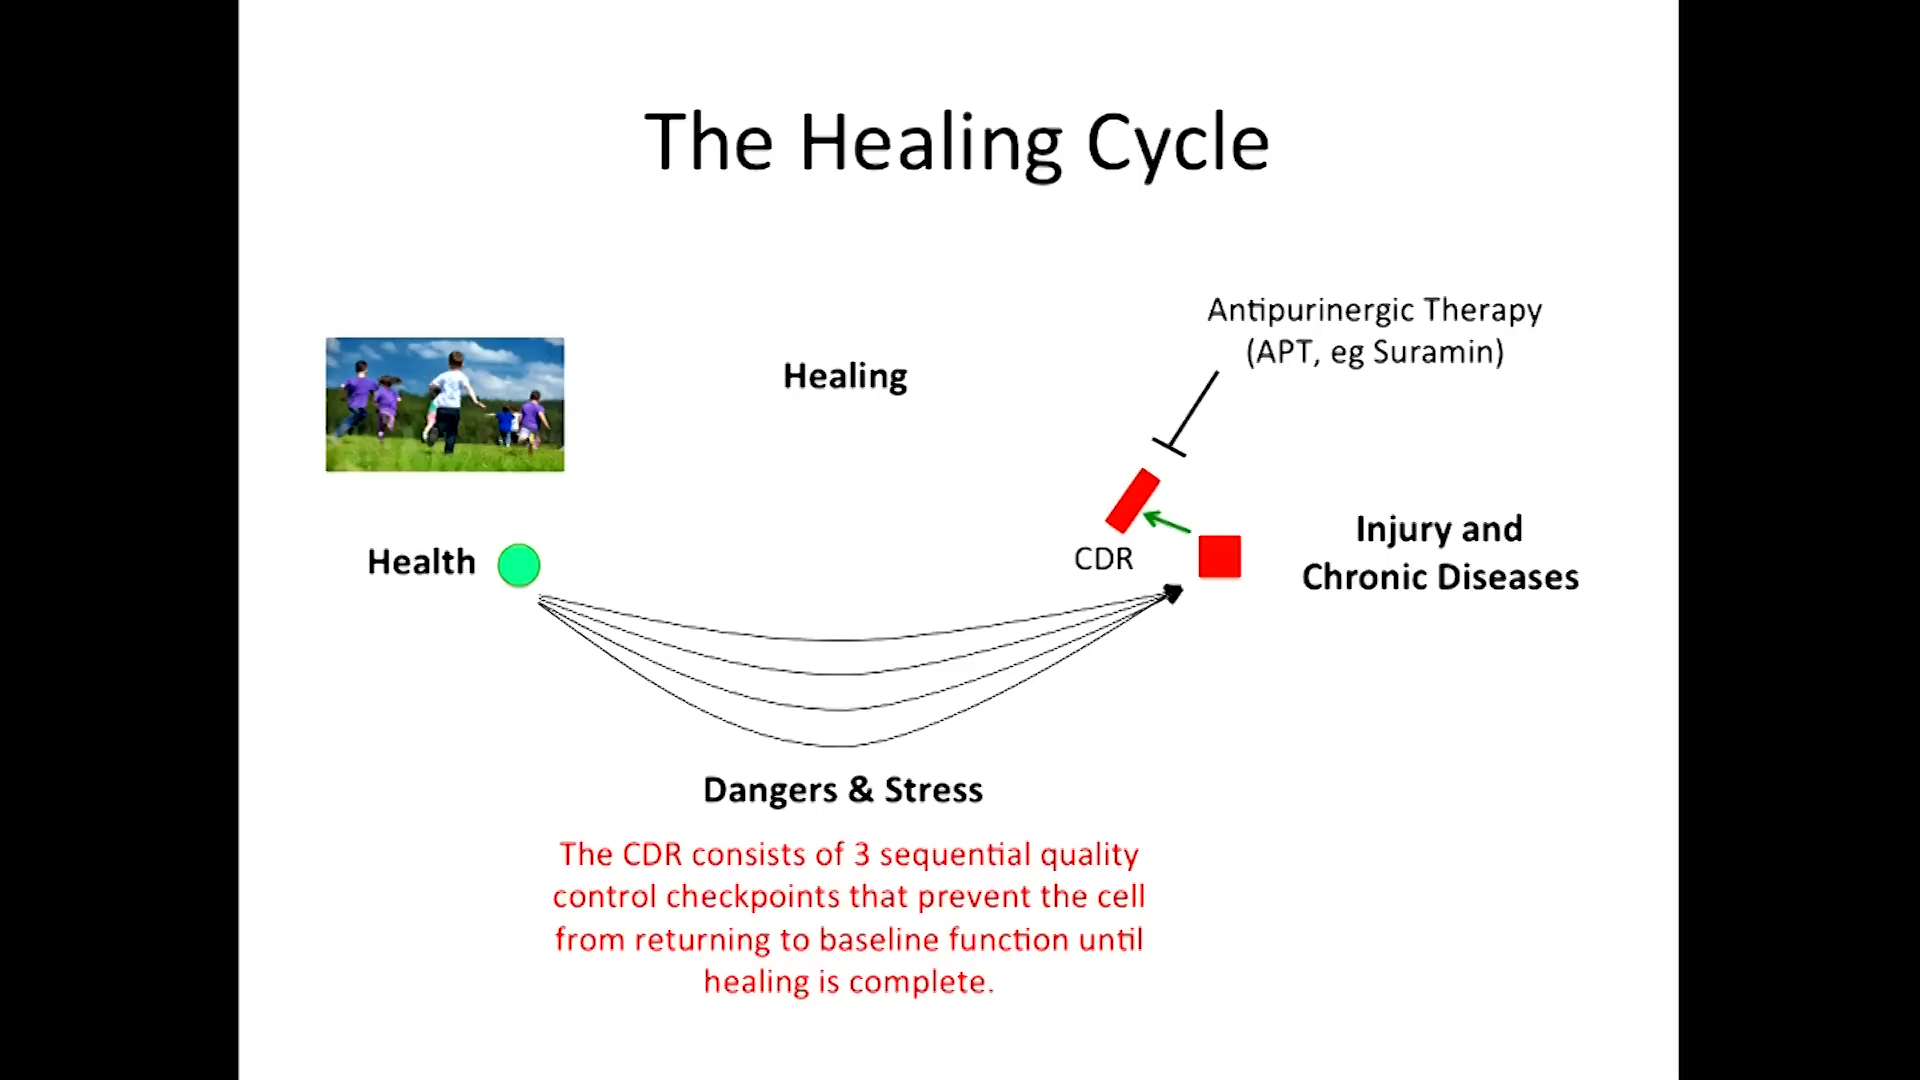 The Healing Cycle
Antipurinergic Therapy
(APT, eg Suramin)
Healing
Health
CDR
Injury and
Chronic Diseases
Dangers & Stress
The CDR consists of 3 sequential quality
control checkpoints that prevent the cell
from returning to baseline function until
healing is complete.